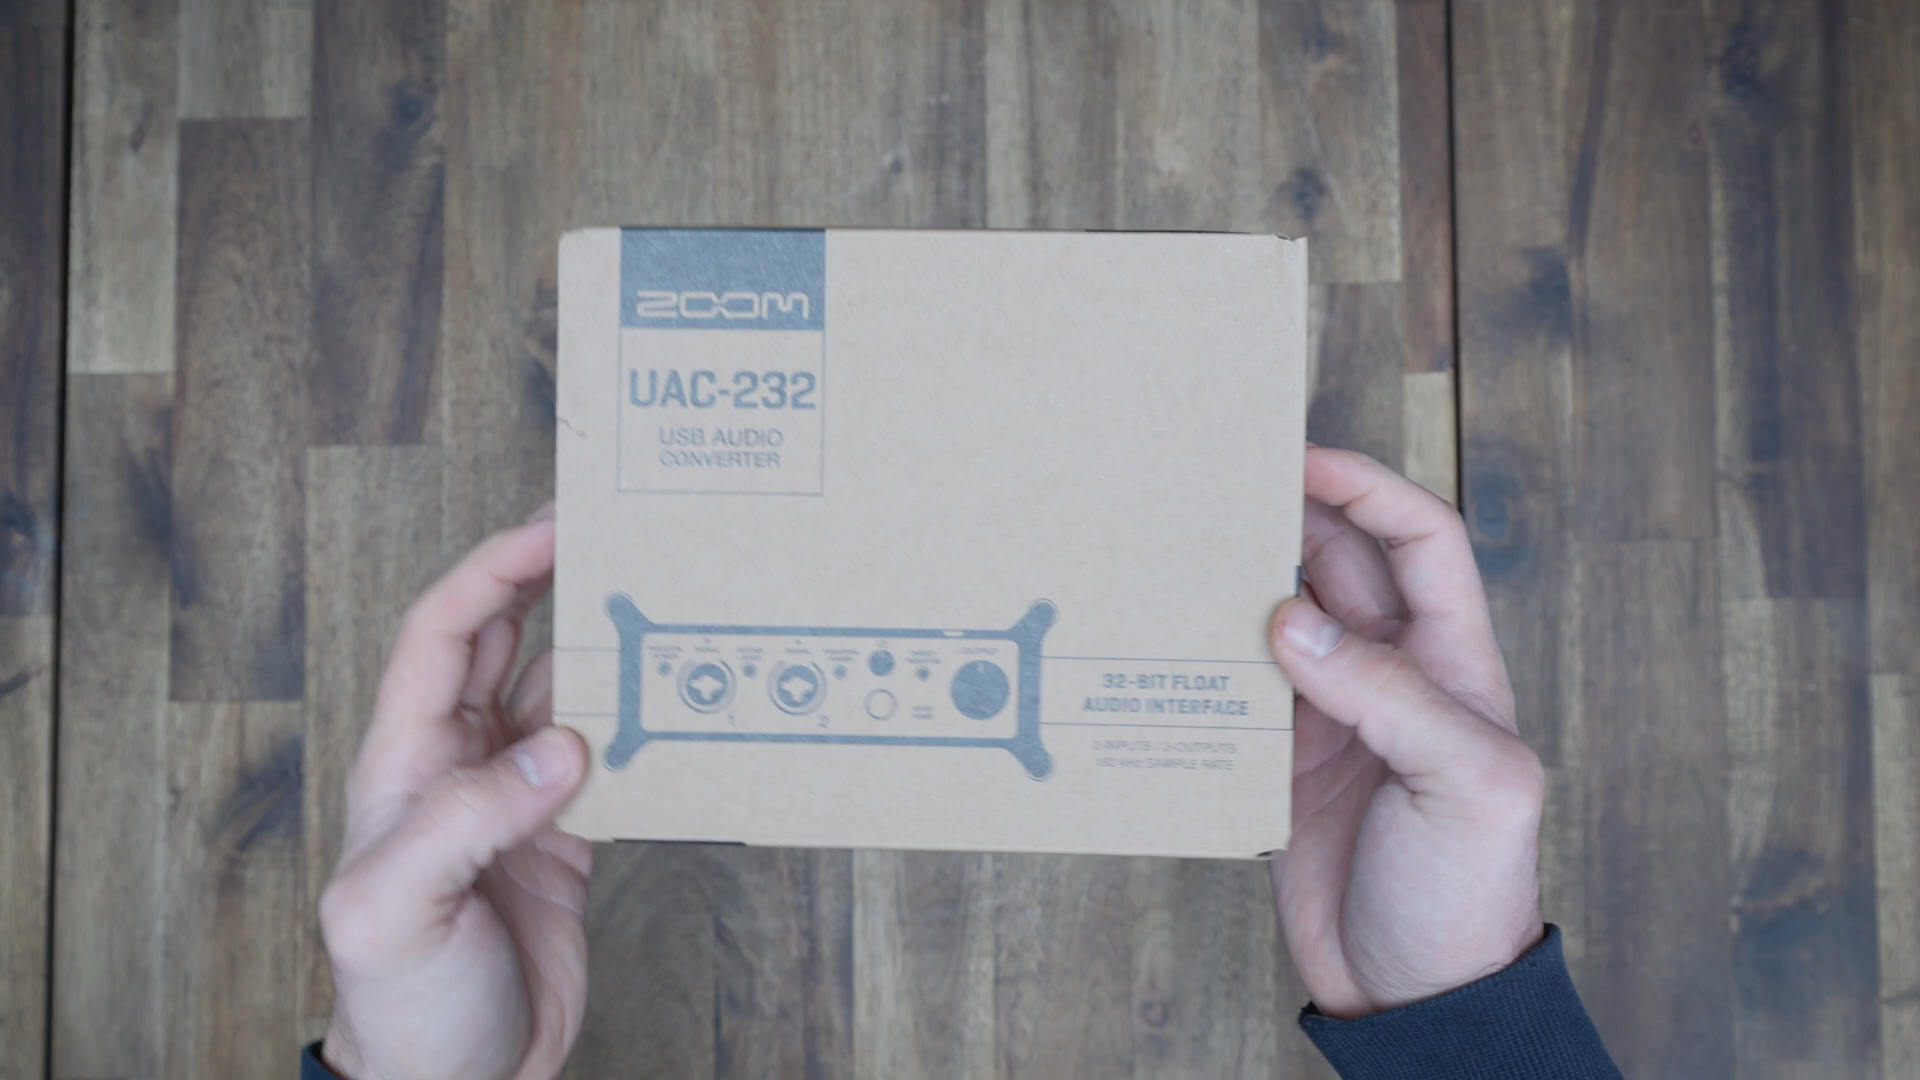 ZOOM
UAC-232
USB AUDIO
CONVERTER
OUTPUT
1
2
32-BIT FLOAT
AUDIO INTERFACE
2-INPUTS / 2-OUTPUTS
192 kHz SAMPLE RATE